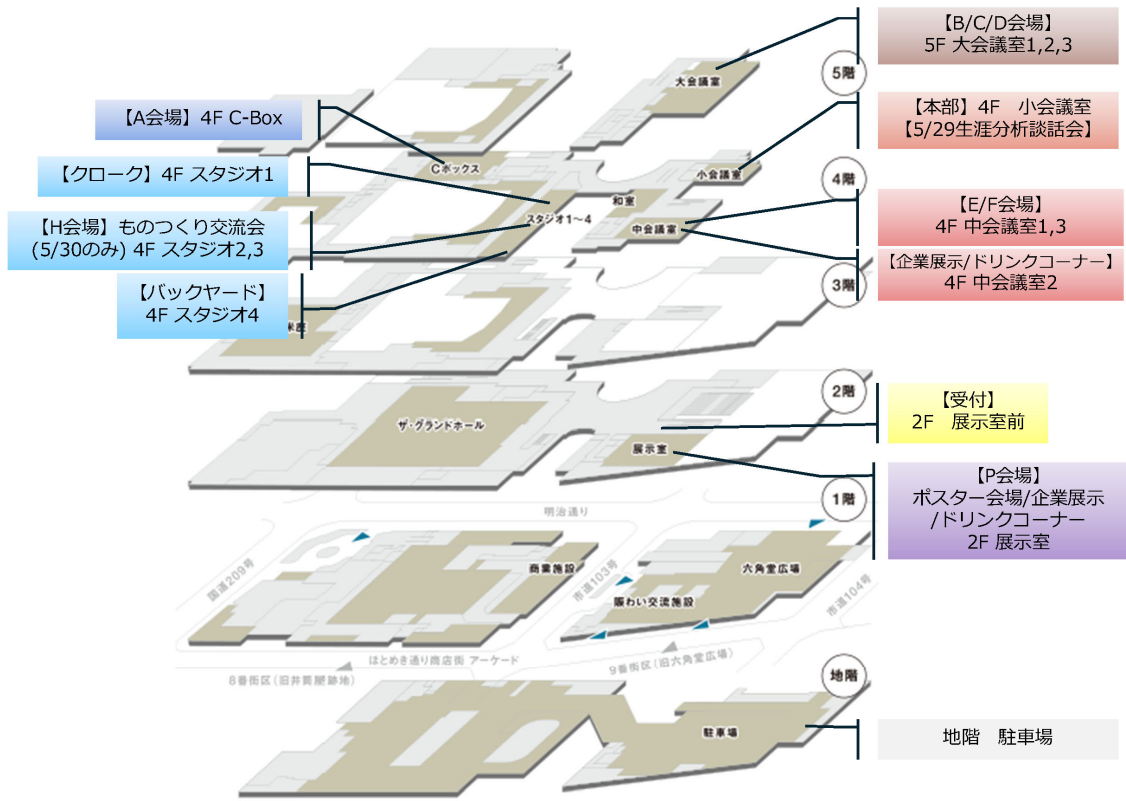 【B/C/D会場】
5F 大会議室1,2,3
5階
大会議室
【A会場】4F C-Box
【本部】4F　小会議室
【5/29生涯分析談話会】
Cボックス
小会議室
4階
【クローク】4F スタジオ1
和室
スタジオ1～4
中会議室
【E/F会場】
4F 中会議室1,3
【H会場】ものつくり交流会
(5/30のみ) 4F スタジオ2,3
【企業展示/ドリンクコーナー】
4F 中会議室2
3階
【バックヤード】
4F スタジオ4
2階
【受付】
2F　展示室前
ザ・グランドホール
展示室
【P会場】
ポスター会場/企業展示
/ドリンクコーナー
2F 展示室
1階
明治通り
国道209号
商業施設
市道103号
六角堂広場
賑わい交流施設
市道104号
はとめき通り商店街 アーケード
8番街区(旧井筒屋跡地)
9番街区(旧六角堂広場)
地階
駐車場
地階　駐車場